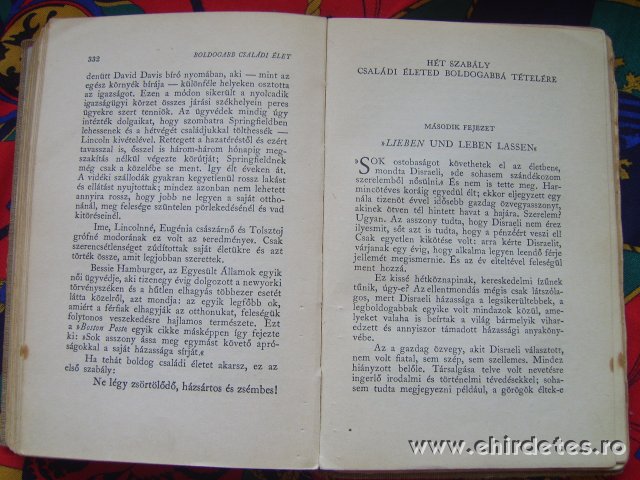 332 BOLDOGABB CSALÁDI ÉLET
denütt David Davis bíró nyomában, aki — mint az
egész környék bírája — különféle helyeken osztotta
az igazságot. Ezen a módon sikerült a nyolcadik
igazságügyi körzet összes járási székhelyein peres
ügyekre szert tenniök. Az ügyvédek mindig úgy
intézték dolgaikat, hogy szombatra Springfieldben
lehessenek és a hétvégét családjukkal töltsék —
Lincoln kivételével. Rettegett a hazatéréstől és ezért
tavasszal is, ősszel is három-három hónapig meg-
szakítás nélkül végezte körútját; Springfieldnek
még csak a közelébe se ment. Így élt éveken át.
A vidéki szállodák gyakran kegyetlenül rossz lakást
és ellátást nyujtottak; mindez azonban nem lehetett
annyira rossz, hogy jobb ne legyen a saját ottho-
nánál, meg felesége szüntelen pörlekedésénél és vad
kitöréseinél.
Ime, Lincolnné, Eugénia császárnő és Tolsztoj
grófné modorának ez volt az eredménye. Csak
szerencsétlenséget zúdítottak saját életükre és azt
törték össze, amit legjobban szerettek.
Bessie Hamburger, az Egyesült Államok egyik
női ügyvédje, aki tizenegy évig dolgozott a newyorki
törvényszéken és a hűtlen elhagyás többezer esetét
látta közelről, azt mondja: az egyik legfőbb ok,
amiért a férfiak elhagyják az otthonukat, feleségük
folytonos veszekedésre hajlamos természete. Ezt
a »Boston Post« egyik cikke másképpen így fejezte
ki: »Sok asszony ássa meg egymást követő apró-
ságokkal a saját házassága sírját.«
Ha tehát boldog családi életet akarsz, ez az
első szabály:
Ne légy zsörtölődő, házsártos és zsémbes!
HÉT SZABÁLY
CSALÁDI ÉLETED BOLDOGABBÁ TÉTELÉRE
MÁSODIK FEJEZET
»LIEBEN UND LEBEN LASSEN«
»SOK ostobaságot követhetek el az életben,
mondta Disraeli, »de sohasem szándékozom
szerelemből nősülni.« És nem is tette meg. Har-
mincötéves koráig egyedül élt; ekkor eljegyzett egy
nála tizenöt évvel idősebb gazdag özvegyasszonyt,
akinek ötven tél hintett havat a hajára. Szerelem?
Ugyan. Az asszony tudta, hogy Disraeli nem érez
ilyesmit, sőt azt is tudta, hogy a pénzéért veszi el!
Csak egyetlen kikötése volt: arra kérte Disraelit,
várjon egy évig, hogy alkalma legyen leendő férje
jellemét megismernie. És az év elteltével feleségül
ment hozzá.
Ez kissé hétköznapinak, kereskedelmi ízűnek
tűnik, úgy-e? Az ellentmondás mégis csak látszóla-
gos, mert Disraeli házassága a legsikerültebbek, a
legboldogabbak egyike volt mindazok közül, amely-
leket valaha is beírtak a világ bármelyik vihar-
edzett és annyiszor támadott házassági anyaköny-
vébe.
Az a gazdag özvegy, akit Disraeli választott,
nem volt fiatal, sem szép, sem szellemes. Mindez
hiányzott belőle. Társalgása telve volt nevetésre
ingerlő irodalmi és történelmi tévedésekkel; soha-
sem tudta megjegyezni például, a görögök éltek-e
www.ehirdetes.ro